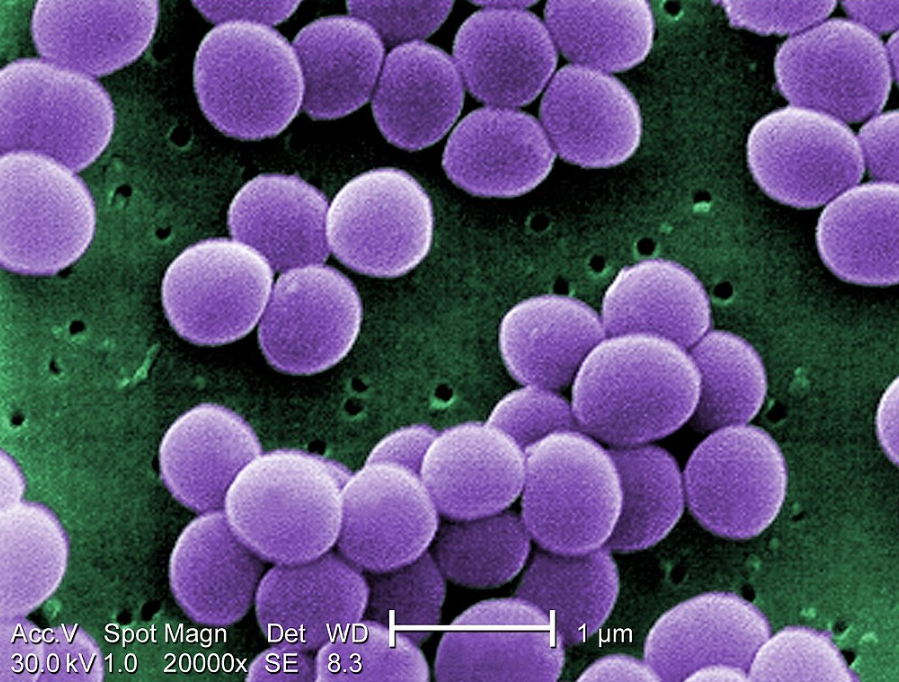 Acc.V Spot Magn Det WD 1 µm
30.0 kV 1.0 20000x SE 8.3